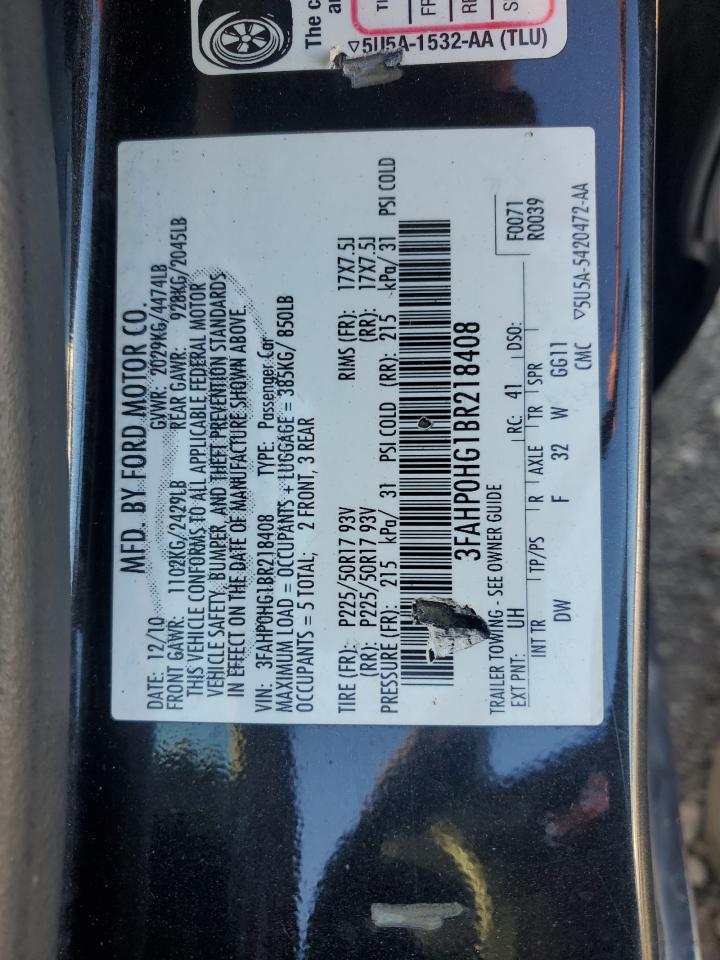 The c
an
TI
FR
RE
S
▽5U5A-1532-AA (TLU)
MFD. BY FORD MOTOR CO.
DATE: 12/10 GVWR: 2029KG/4474LB
FRONT GAWR: 1102KG/2429LB REAR GAWR: 928KG/2045LB
THIS VEHICLE CONFORMS TO ALL APPLICABLE FEDERAL MOTOR
VEHICLE SAFETY, BUMPER, AND THEFT PREVENTION STANDARDS
IN EFFECT ON THE DATE OF MANUFACTURE SHOWN ABOVE.
VIN: 3FAHP0HG1BR218408 TYPE: Passenger Car
MAXIMUM LOAD = OCCUPANTS + LUGGAGE = 385KG/ 850LB
OCCUPANTS = 5 TOTAL; 2 FRONT, 3 REAR
TIRE (FR): P225/50R17 93V RIMS (FR): 17X7.5J
(RR): P225/50R17 93V (RR): 17X7.5J
PRESSURE (FR): 215 kPa/ 31 PSI COLD (RR): 215 kPa/ 31 PSI COLD
3FAHP0HG1BR218408
TRAILER TOWING - SEE OWNER GUIDE F0071
EXT PNT: UH RC: 41 DSO: R0039
INT TR TP/PS R AXLE TR SPR
DW F 32 W GG11
CMC ▽5U5A-5420472-AA